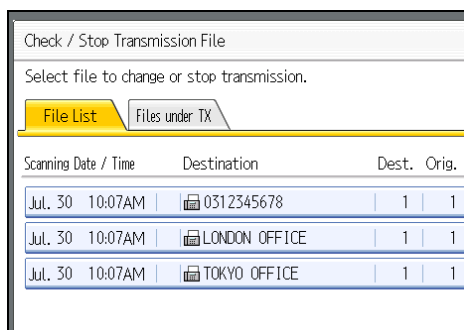 Check / Stop Transmission File
Select file to change or stop transmission.
File List Files under TX
Scanning Date / Time Destination Dest. Orig.
Jul. 30 10:07AM 0312345678 1 1
Jul. 30 10:07AM LONDON OFFICE 1 1
Jul. 30 10:07AM TOKYO OFFICE 1 1